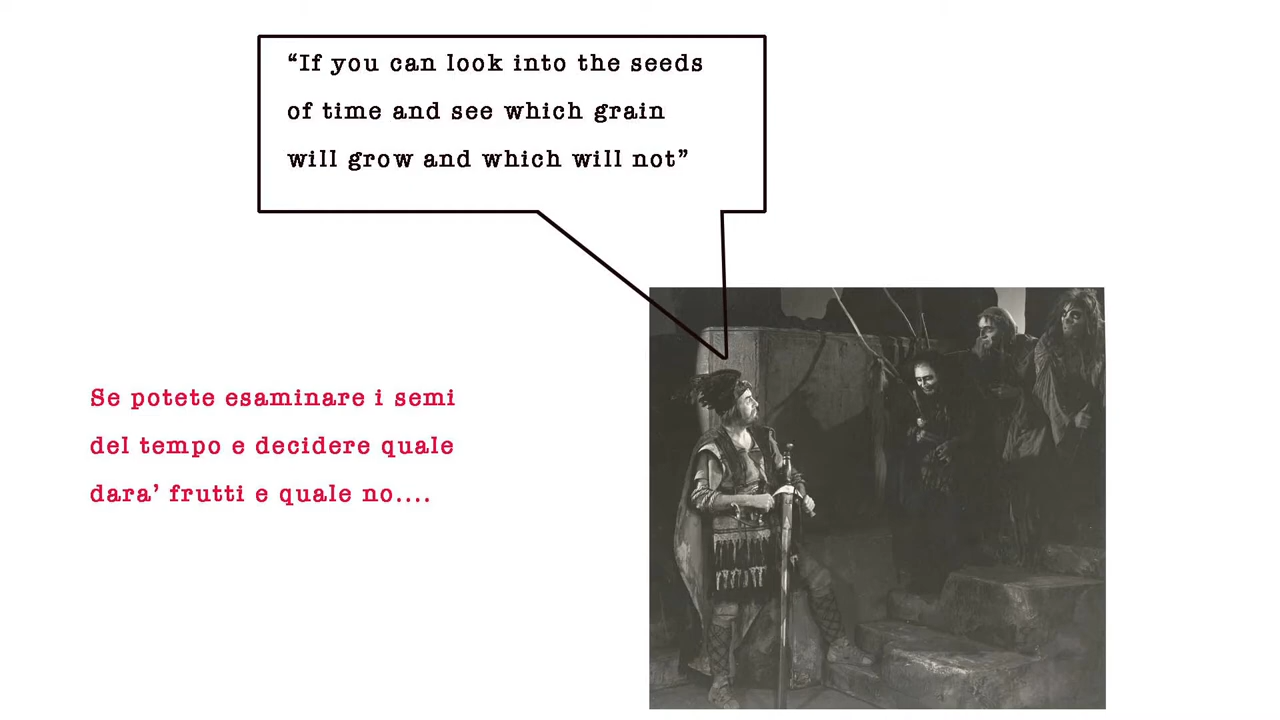 “If you can look into the seeds
of time and see which grain
will grow and which will not”
Se potete esaminare i semi
del tempo e decidere quale
dara’ frutti e quale no....